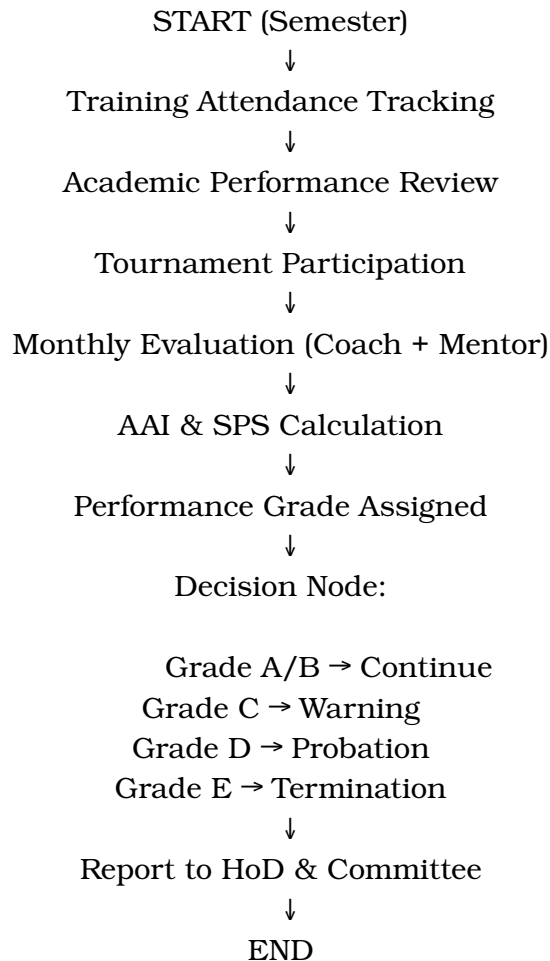 START (Semester)
↓
Training Attendance Tracking
↓
Academic Performance Review
↓
Tournament Participation
↓
Monthly Evaluation (Coach + Mentor)
↓
AAI & SPS Calculation
↓
Performance Grade Assigned
↓
Decision Node:
Grade A/B → Continue
Grade C → Warning
Grade D → Probation
Grade E → Termination
↓
Report to HoD & Committee
↓
END